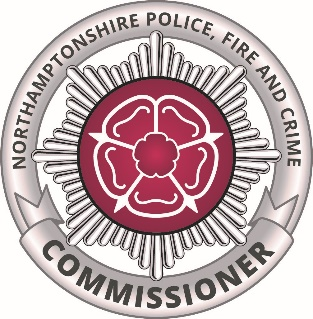 NORTHAMPTONSHIRE POLICE, FIRE AND CRIME
COMMISSIONER